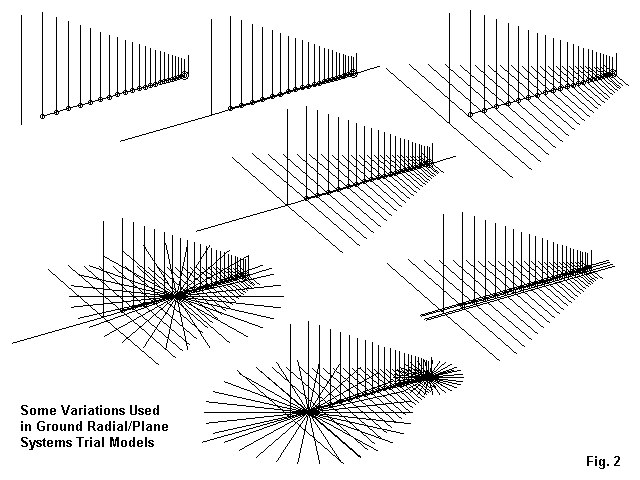 Some Variations Used
in Ground Radial/Plane
Systems Trial Models
Fig. 2